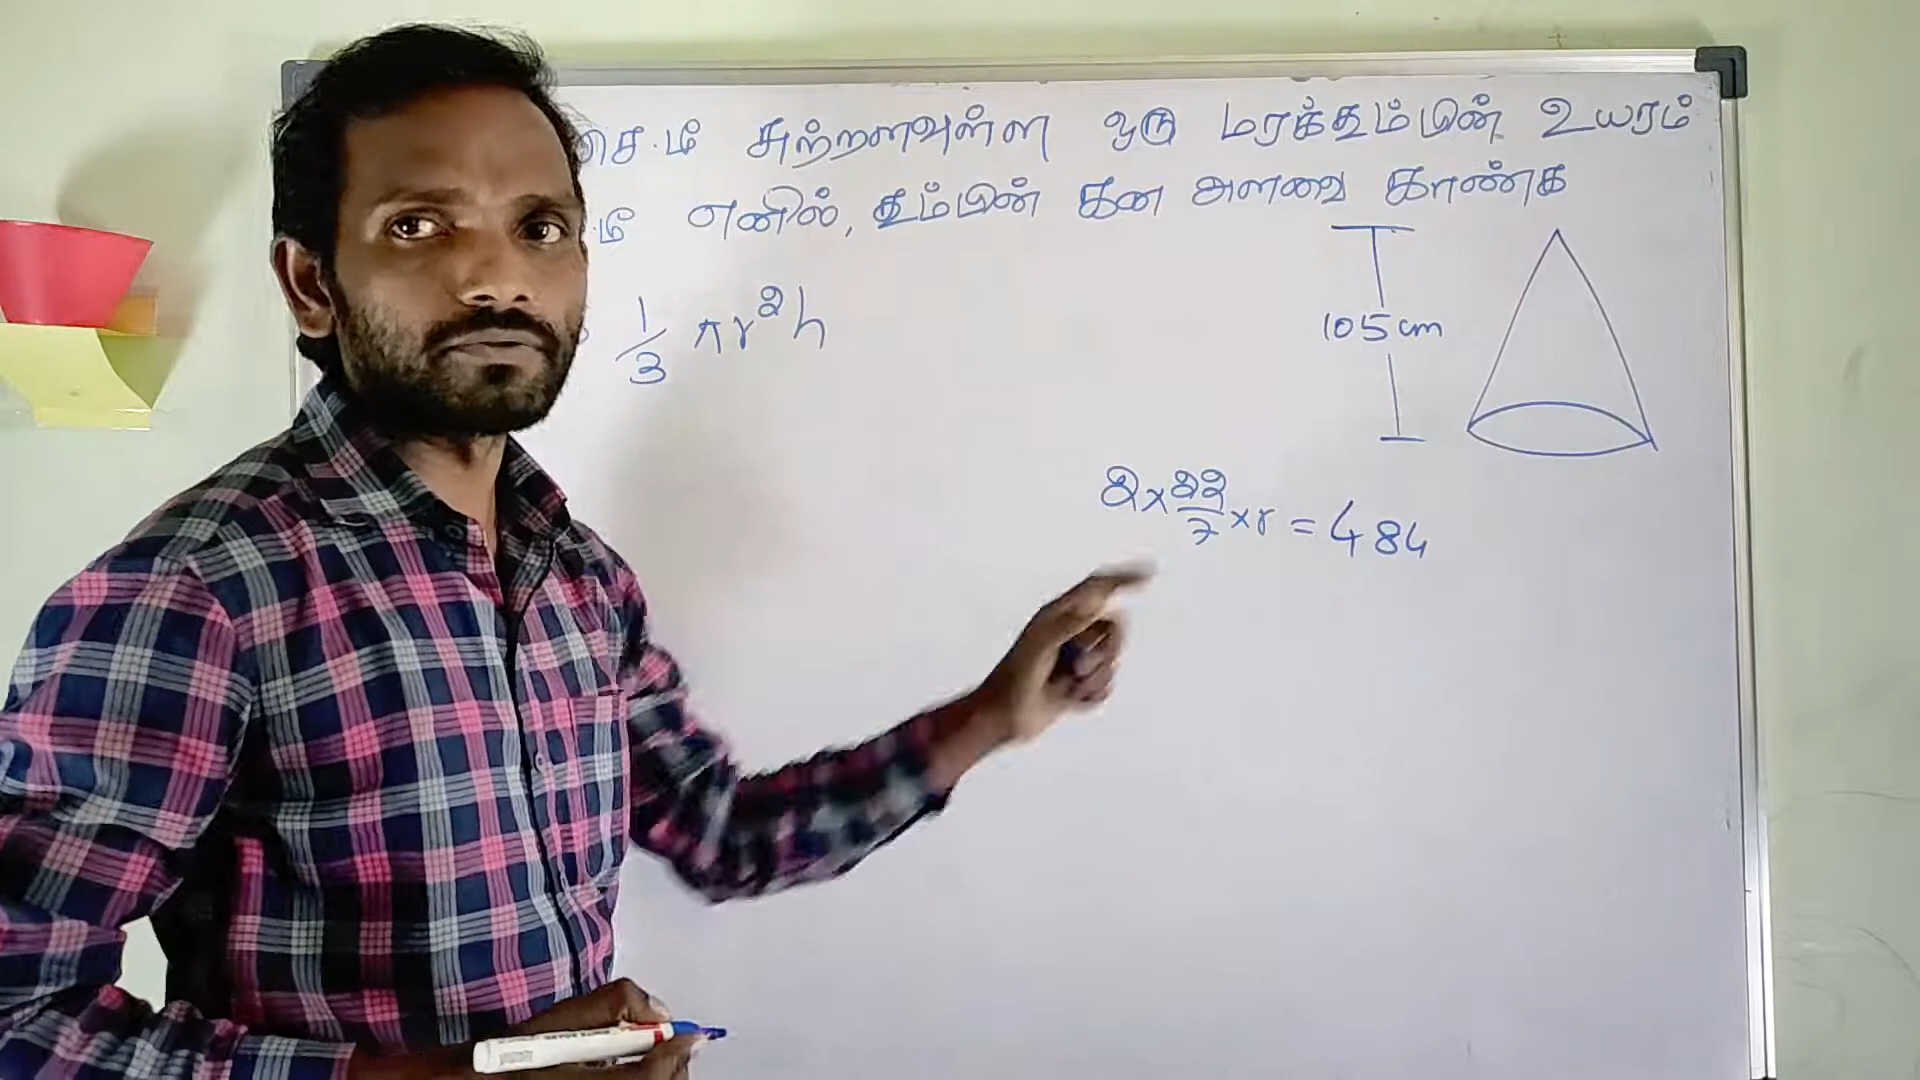 செ.மீ சுற்றளவுள்ள ஒரு மரக்கம்பின் உயரம்
.மீ எனில், கம்பின் கன அளவை காண்க
1/3 πr²h
105 cm
2 × 22/7 × r = 484